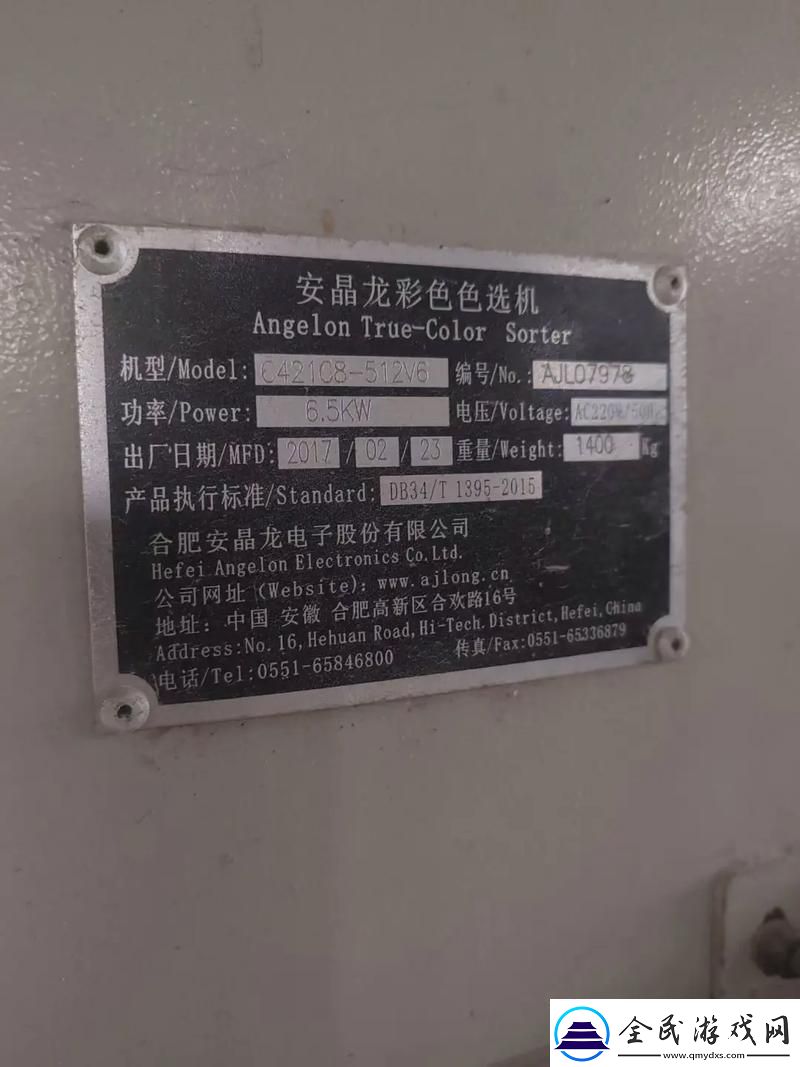 安晶龙彩色色选机
Angelon True-Color Sorter
机型/Model: C421C8-512V6 编号/No.: AJL07978
功率/Power: 6.5KW 电压/Voltage: AC220V/50Hz
出厂日期/MFD: 2017 / 02 / 23 重量/Weight: 1400 Kg
产品执行标准/Standard: DB34/T 1395-2015
合肥安晶龙电子股份有限公司
Hefei Angelon Electronics Co.Ltd.
公司网址(Website): www.ajlong.cn
地址: 中国 安徽 合肥高新区合欢路16号
Address:No.16,Hehuan Road,Hi-Tech.District,Hefei,China
电话/Tel:0551-65846800 传真/Fax:0551-65336879
全民游戏网
www.qmydxs.com